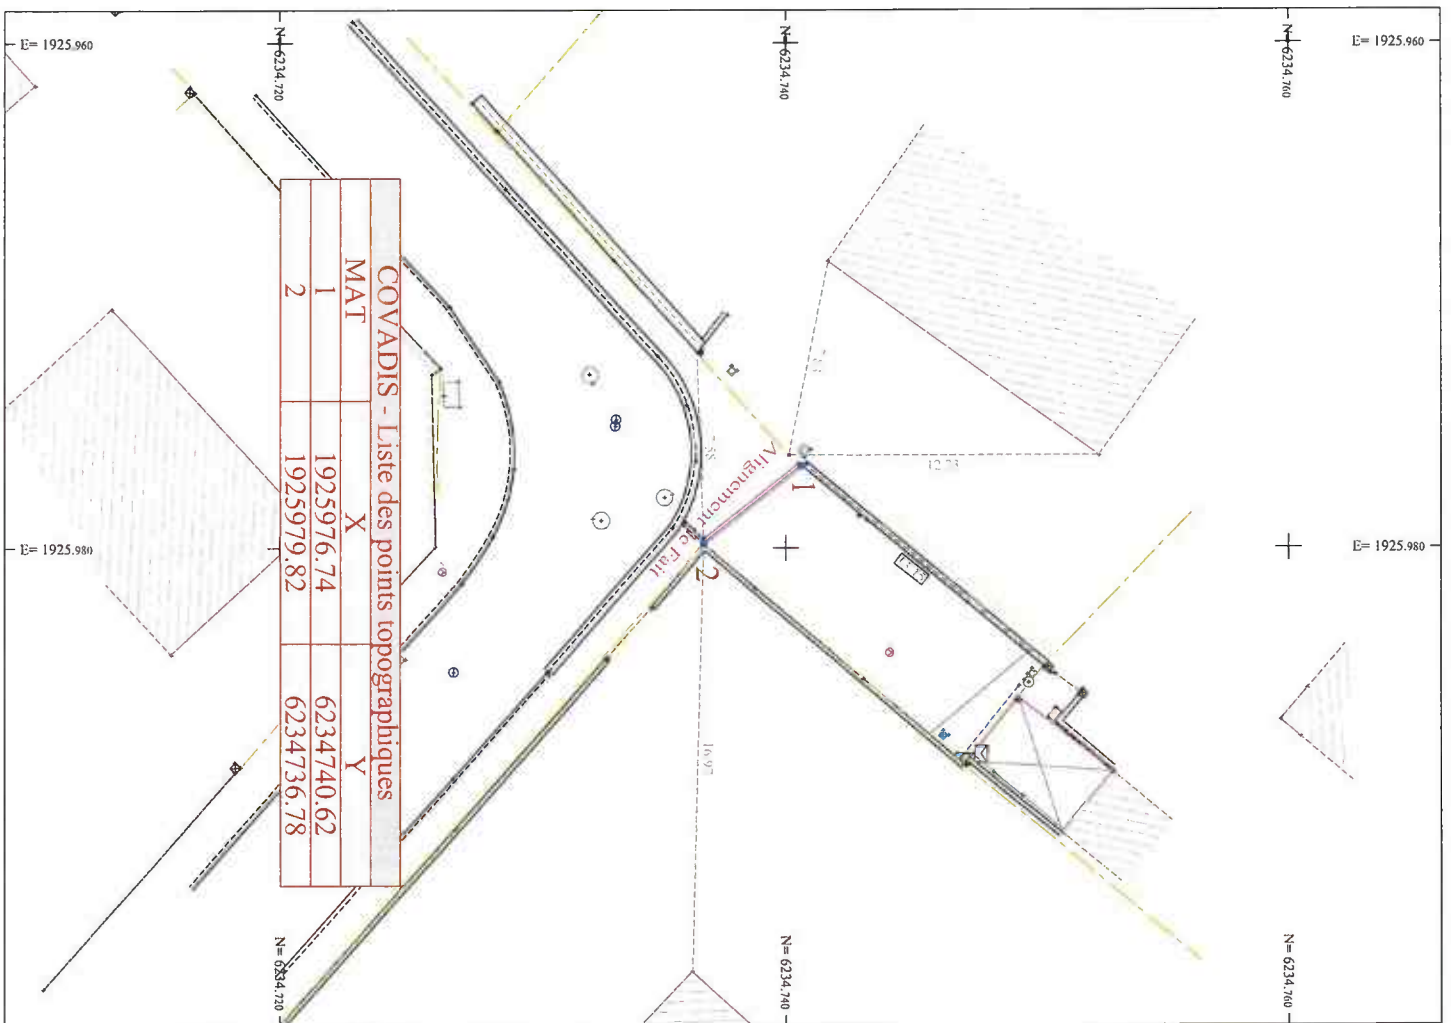 E= 1925.960
N= 6234.720
N= 6234.740
N= 6234.760
E= 1925.960
COVADIS - Liste des points topographiques
MAT X Y
1 1925976.74 6234740.62
2 1925979.82 6234736.78
12.23
1
Alignement de Fait
2
16.97
E= 1925.980
E= 1925.980
N= 6234.720
N= 6234.740
N= 6234.760